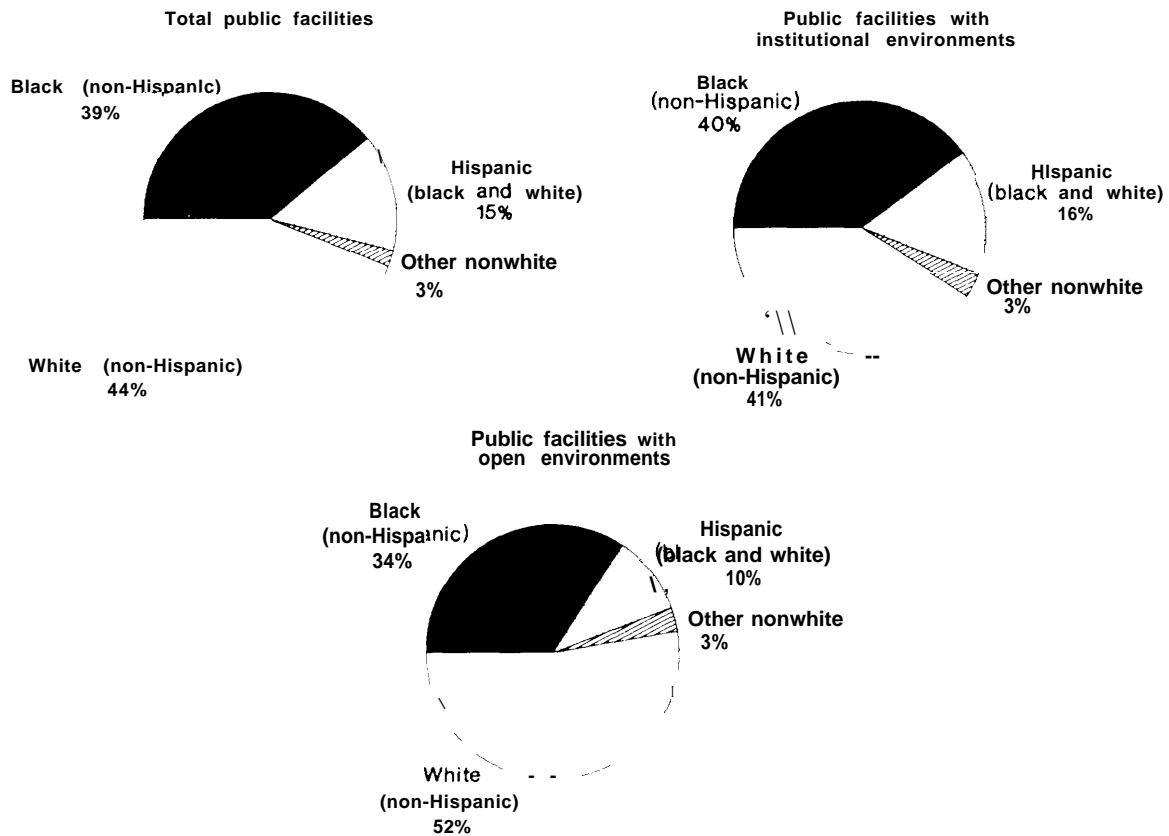 Total public facilities
Black (non-Hispanic)
39%
Hispanic
(black and white)
15%
Other nonwhite
3%
White (non-Hispanic)
44%
Public facilities with
institutional environments
Black
(non-Hispanic)
40%
Hispanic
(black and white)
16%
Other nonwhite
3%
White
(non-Hispanic)
41%
Public facilities with
open environments
Black
(non-Hispanic)
34%
Hispanic
(black and white)
10%
Other nonwhite
3%
White
(non-Hispanic)
52%